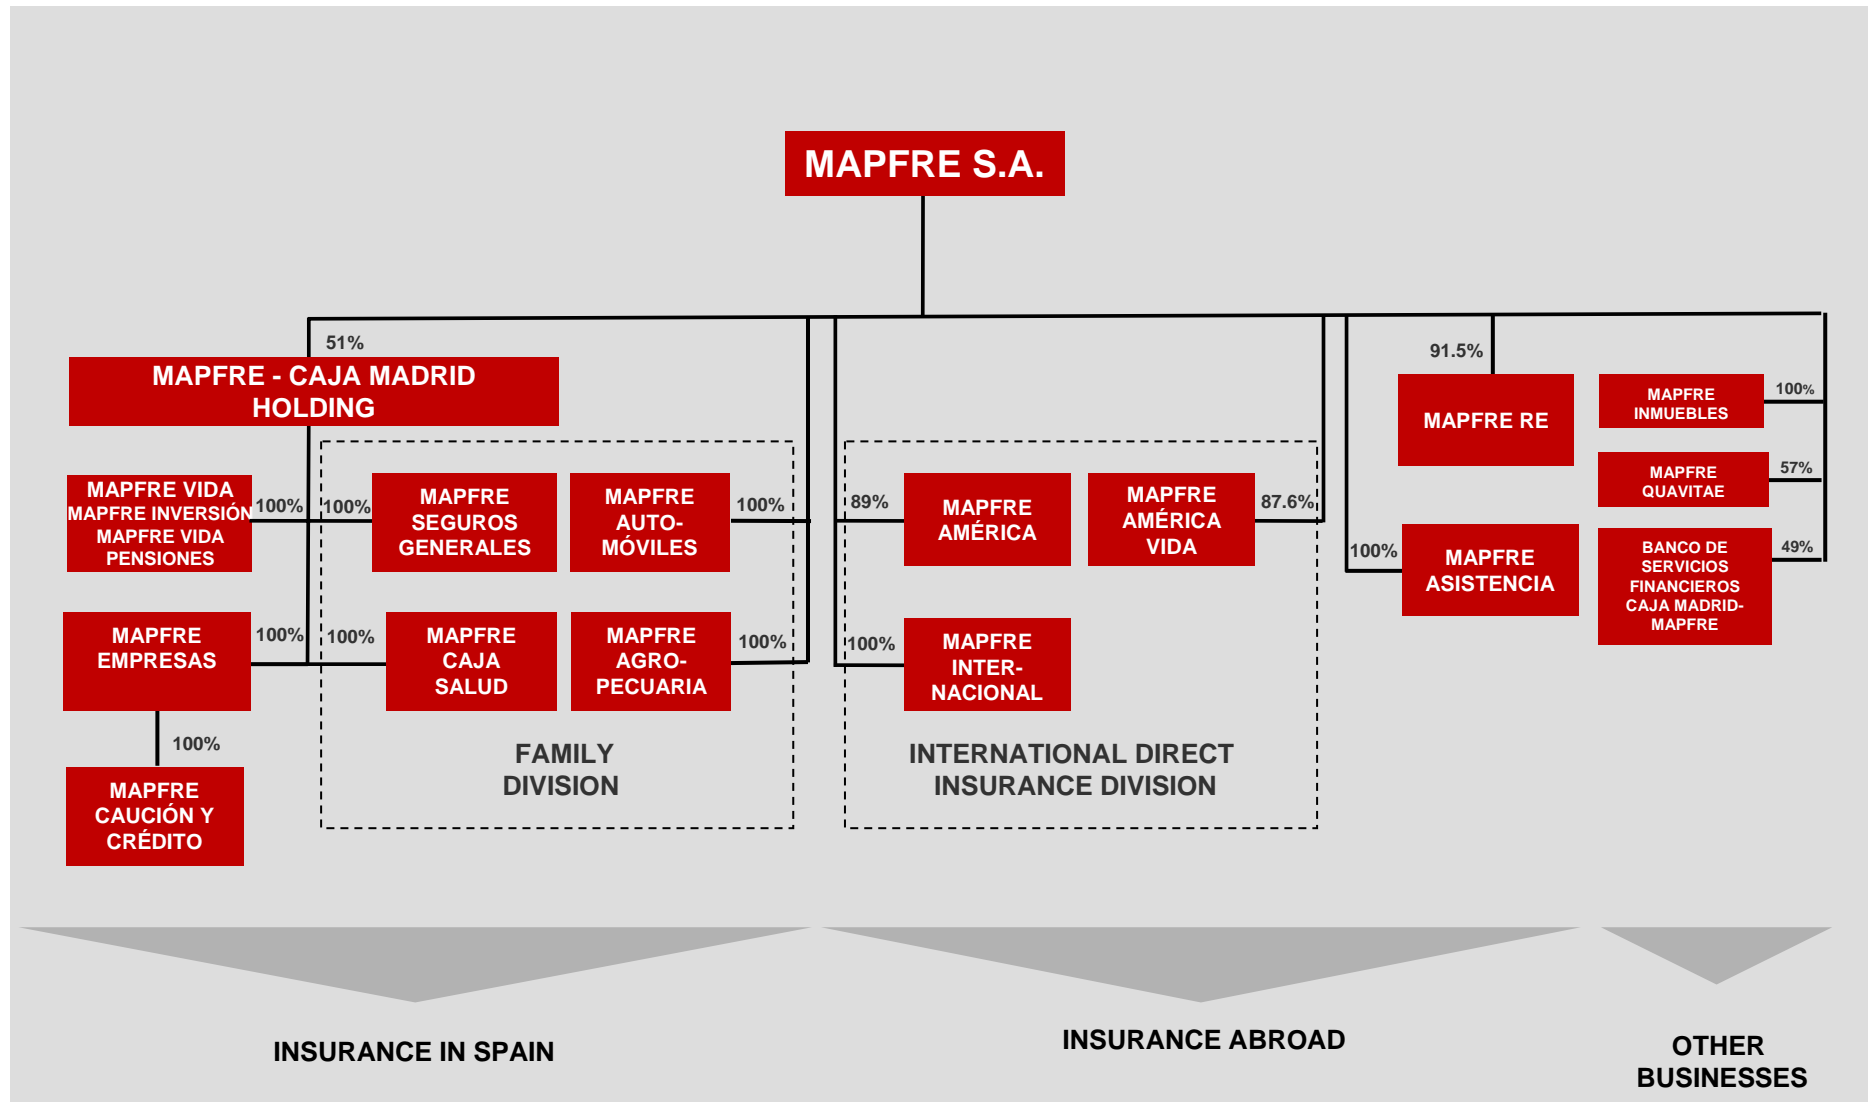 MAPFRE S.A.
51%
MAPFRE - CAJA MADRID
HOLDING
MAPFRE VIDA
MAPFRE INVERSIÓN
MAPFRE VIDA
PENSIONES
100%
100%
MAPFRE
SEGUROS
GENERALES
MAPFRE
AUTO-
MÓVILES
100%
MAPFRE
EMPRESAS
100%
100%
MAPFRE
CAJA
SALUD
MAPFRE
AGRO-
PECUARIA
100%
100%
MAPFRE
CAUCIÓN Y
CRÉDITO
FAMILY
DIVISION
89%
MAPFRE
AMÉRICA
MAPFRE
AMÉRICA
VIDA
87.6%
100%
MAPFRE
INTER-
NACIONAL
INTERNATIONAL DIRECT
INSURANCE DIVISION
91.5%
MAPFRE RE
100%
MAPFRE
ASISTENCIA
MAPFRE
INMUEBLES
100%
MAPFRE
QUAVITAE
57%
BANCO DE
SERVICIOS
FINANCIEROS
CAJA MADRID-
MAPFRE
49%
INSURANCE IN SPAIN
INSURANCE ABROAD
OTHER
BUSINESSES